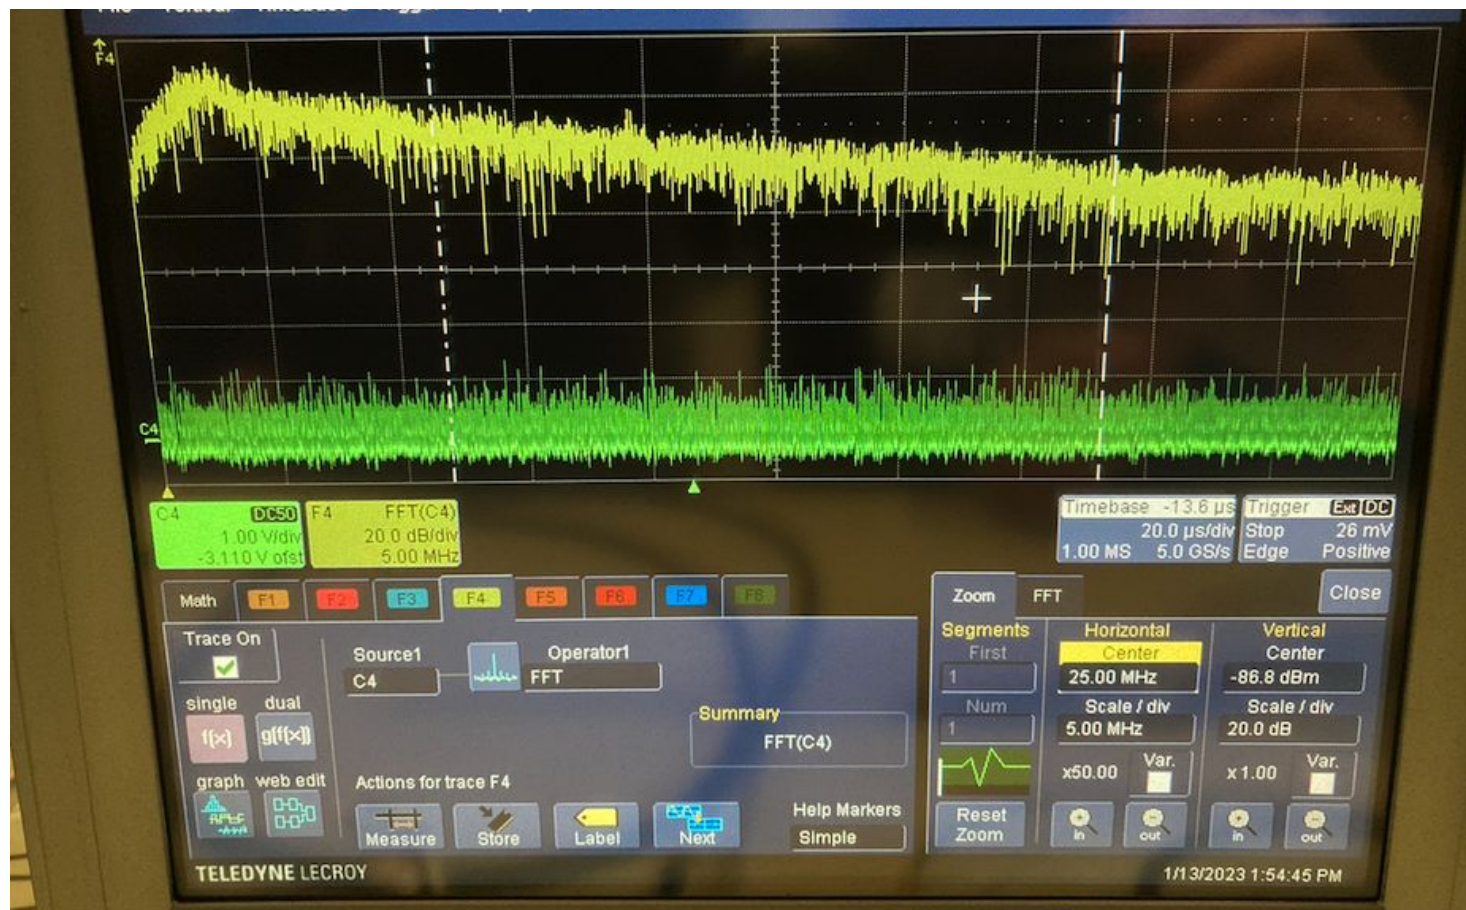 F4
C4
C4 DC50 F4 FFT(C4)
1.00 V/div 20.0 dB/div
-3.110 V ofst 5.00 MHz
Timebase -13.6 µs Trigger Ext DC
20.0 µs/div Stop 26 mV
1.00 MS 5.0 GS/s Edge Positive
Math F1 F2 F3 F4 F5 F6 F7 F8
Zoom FFT Close
Trace On
Source1 Operator1
C4 FFT
single dual
f(x) g(f(x))
Summary
FFT(C4)
graph web edit
Actions for trace F4
Measure Store Label Next
Help Markers
Simple
Segments Horizontal Vertical
First Center Center
1 25.00 MHz -86.8 dBm
Num Scale / div Scale / div
1 5.00 MHz 20.0 dB
x50.00 Var. x1.00 Var.
Reset Zoom
in out in out
TELEDYNE LECROY
1/13/2023 1:54:45 PM